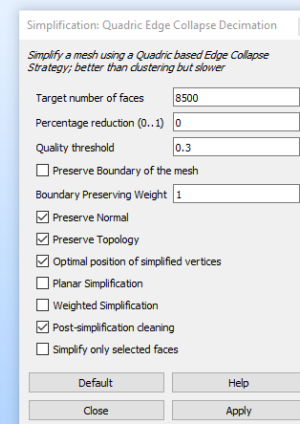 Simplification: Quadric Edge Collapse Decimation
Simplify a mesh using a Quadric based Edge Collapse
Strategy; better than clustering but slower
Target number of faces 8500
Percentage reduction (0..1) 0
Quality threshold 0.3
Preserve Boundary of the mesh
Boundary Preserving Weight 1
Preserve Normal
Preserve Topology
Optimal position of simplified vertices
Planar Simplification
Weighted Simplification
Post-simplification cleaning
Simplify only selected faces
Default Help
Close Apply